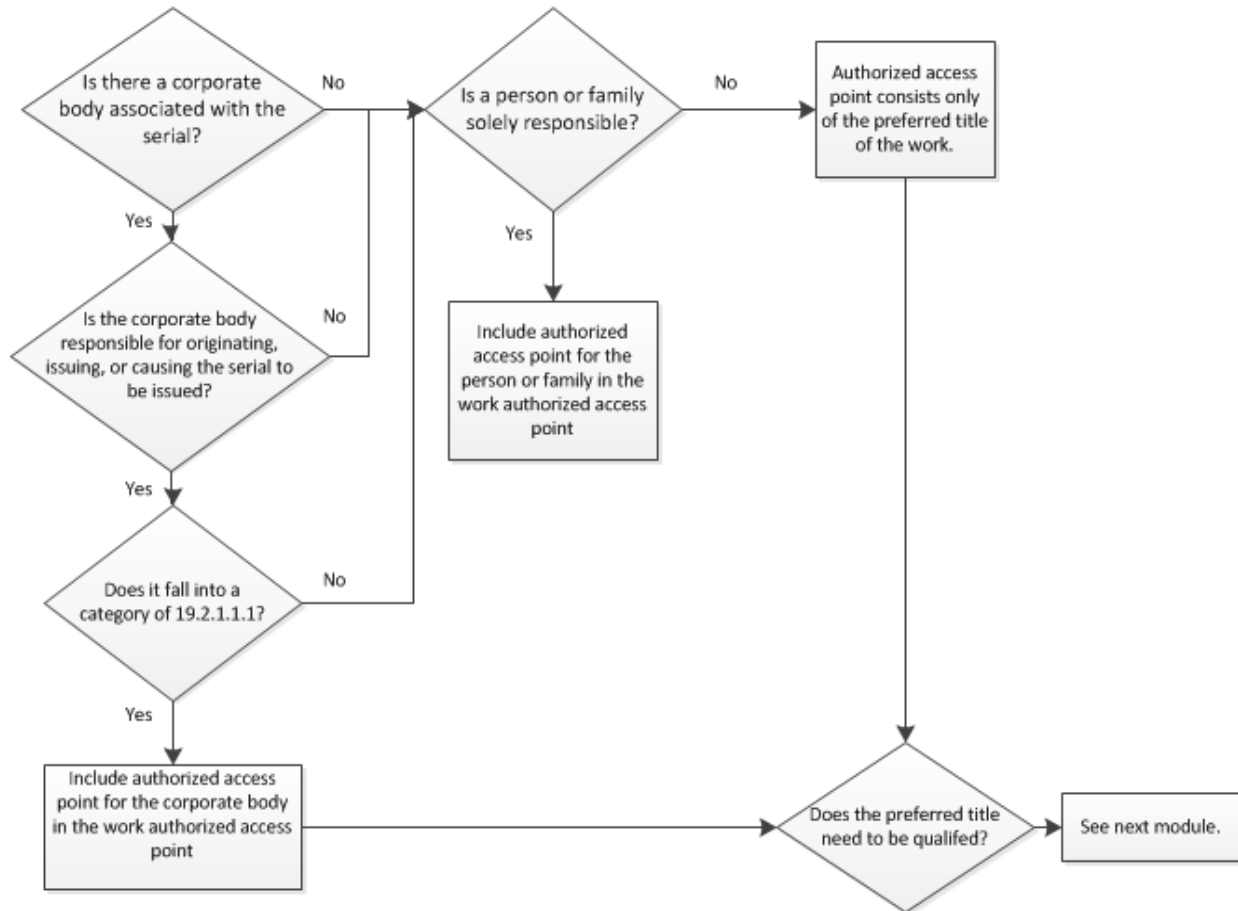 Is there a corporate
body associated with the
serial?
No
Is a person or family
solely responsible?
No
Authorized access
point consists only
of the preferred title
of the work.
Yes
Yes
Is the corporate body
responsible for originating,
issuing, or causing the serial to
be issued?
No
Include authorized
access point for the
person or family in the
work authorized access
point
Yes
Does it fall into a
category of 19.2.1.1.1?
No
Yes
Include authorized access
point for the corporate body
in the work authorized access
point
Does the preferred title
need to be qualifed?
See next module.